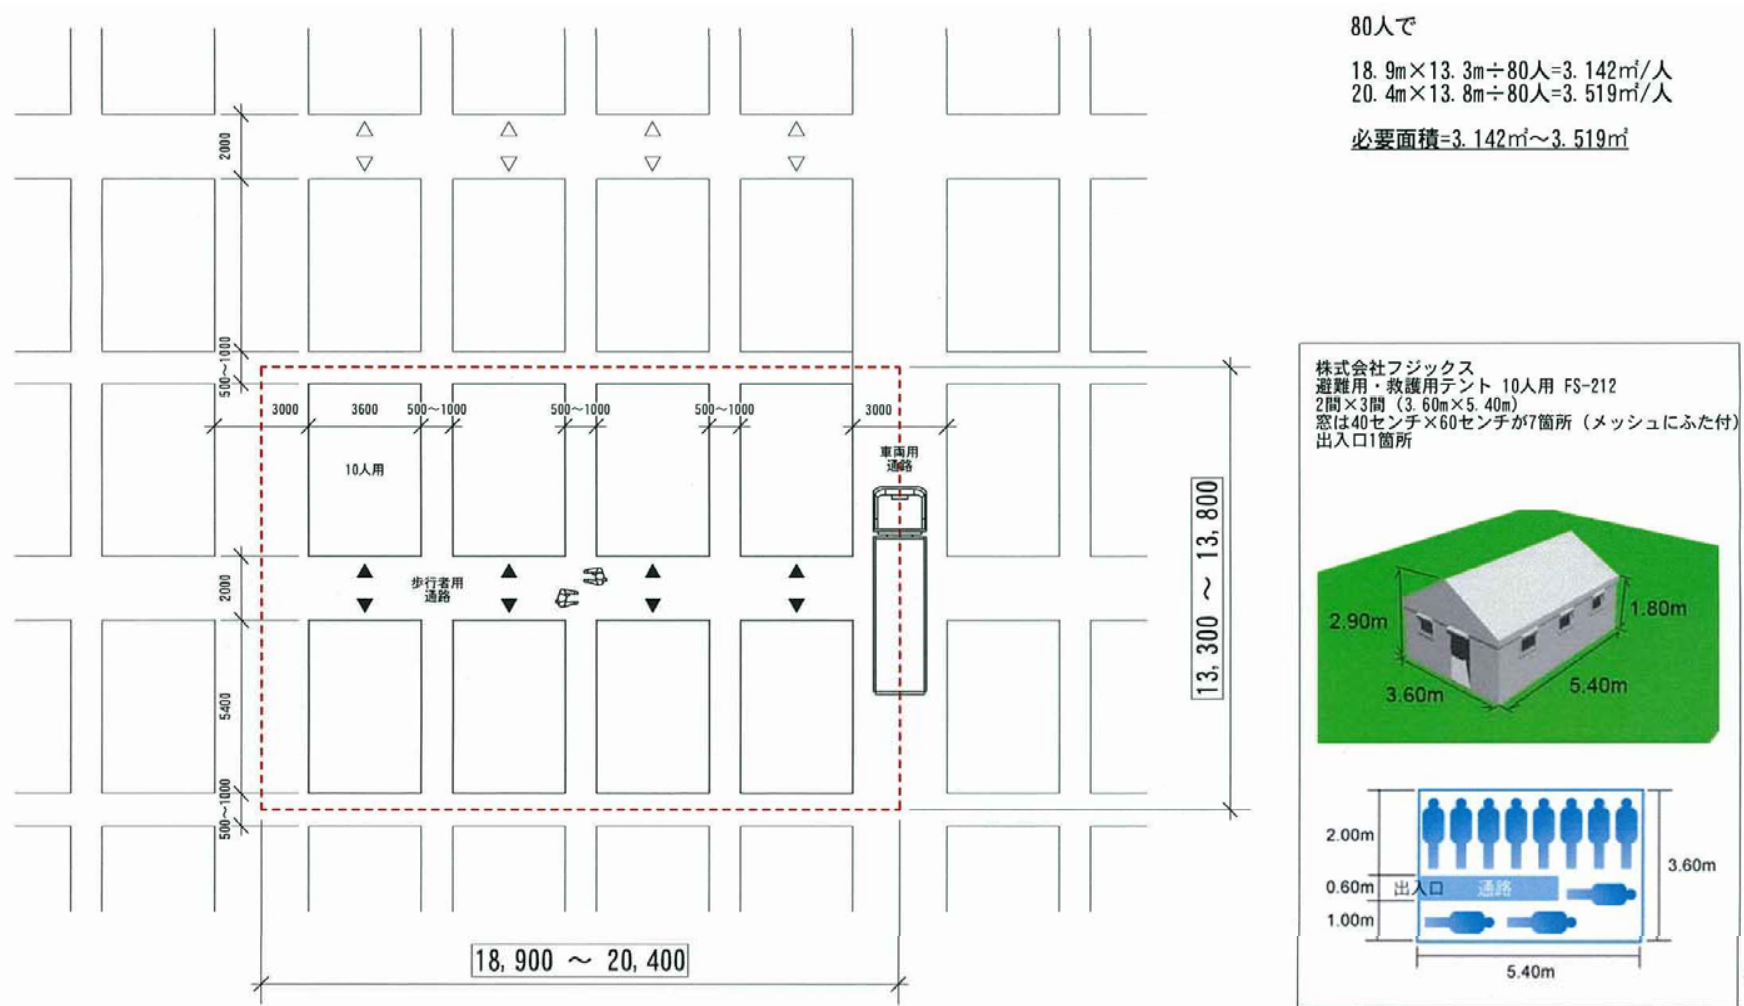 80人で
18.9m×13.3m÷80人=3.142㎡/人
20.4m×13.8m÷80人=3.519㎡/人
必要面積=3.142㎡～3.519㎡
2000
500～1000
3000
3600
500～1000
500～1000
500～1000
3000
車両用
通路
10人用
2000
歩行者用
通路
5400
500～1000
13,300 ～ 13,800
18,900 ～ 20,400
株式会社フジックス
避難用・救護用テント 10人用 FS-212
2間×3間 (3.60m×5.40m)
窓は40センチ×60センチが7箇所 (メッシュにふた付)
出入口1箇所
2.90m
1.80m
3.60m
5.40m
2.00m
0.60m
1.00m
出入口 通路
3.60m
5.40m